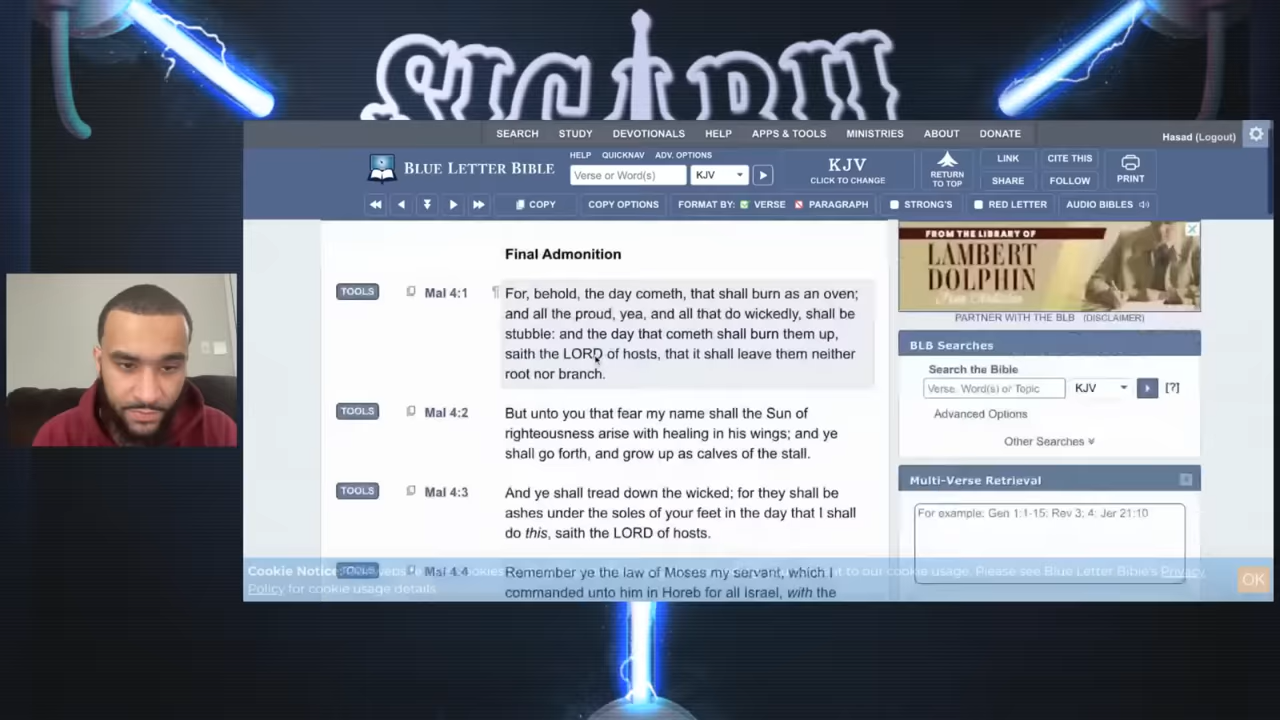 SICARII
SEARCH STUDY DEVOTIONALS HELP APPS & TOOLS MINISTRIES ABOUT DONATE
Hasad (Logout)
BLUE LETTER BIBLE
HELP QUICKNAV ADV. OPTIONS
Verse or Word(s) KJV
KJV
CLICK TO CHANGE
RETURN
TO TOP
LINK CITE THIS
SHARE FOLLOW
PRINT
COPY COPY OPTIONS FORMAT BY: VERSE PARAGRAPH STRONG'S RED LETTER AUDIO BIBLES
Final Admonition
TOOLS Mal 4:1 ¶ For, behold, the day cometh, that shall burn as an oven;
and all the proud, yea, and all that do wickedly, shall be
stubble: and the day that cometh shall burn them up,
saith the LORD of hosts, that it shall leave them neither
root nor branch.
TOOLS Mal 4:2 But unto you that fear my name shall the Sun of
righteousness arise with healing in his wings; and ye
shall go forth, and grow up as calves of the stall.
TOOLS Mal 4:3 And ye shall tread down the wicked; for they shall be
ashes under the soles of your feet in the day that I shall
do this, saith the LORD of hosts.
TOOLS Mal 4:4 Remember ye the law of Moses my servant, which I
commanded unto him in Horeb for all Israel, with the
FROM THE LIBRARY OF
LAMBERT
DOLPHIN
PARTNER WITH THE BLB (DISCLAIMER)
BLB Searches
Search the Bible
Verse, Word(s) or Topic KJV [?]
Advanced Options
Other Searches
Multi-Verse Retrieval
For example: Gen 1:1-15; Rev 3; 4; Jer 21:10
Cookie Notice: to our cookie usage. Please see Blue Letter Bible's Privacy
Policy for cookie usage details.
OK